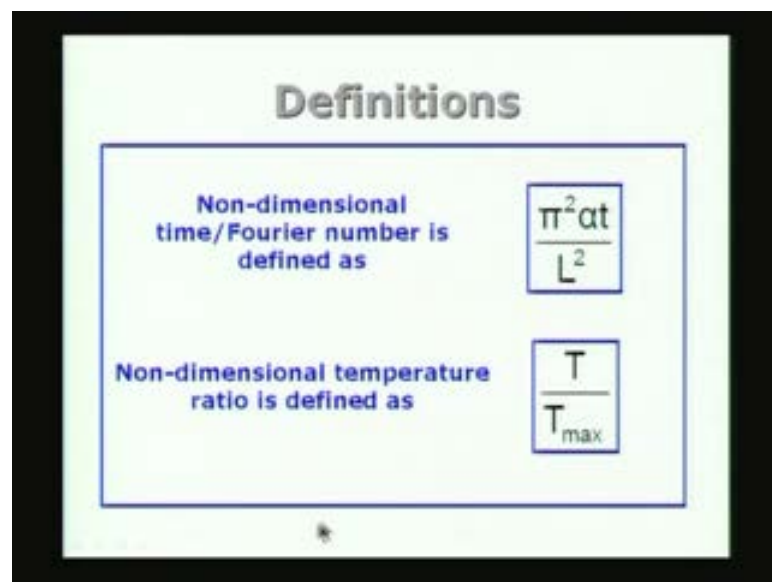 Definitions
Non-dimensional
time/Fourier number is
defined as
π²αt
L²
Non-dimensional temperature
ratio is defined as
T
Tmax